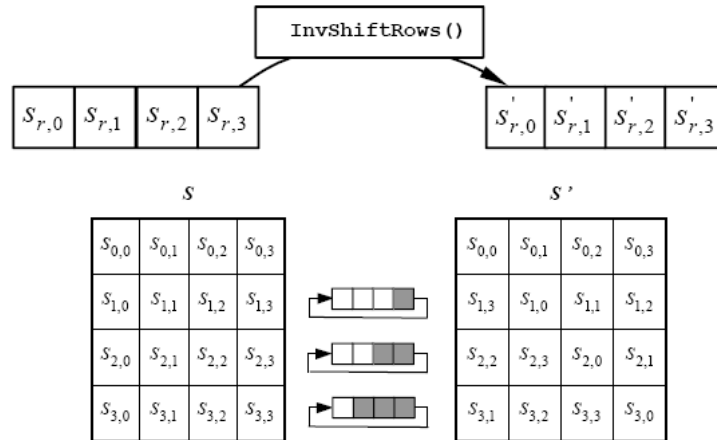 InvShiftRows()
S_{r,0} S_{r,1} S_{r,2} S_{r,3} S'_{r,0} S'_{r,1} S'_{r,2} S'_{r,3}
S S'
S_{0,0} S_{0,1} S_{0,2} S_{0,3} S_{0,0} S_{0,1} S_{0,2} S_{0,3}
S_{1,0} S_{1,1} S_{1,2} S_{1,3} S_{1,3} S_{1,0} S_{1,1} S_{1,2}
S_{2,0} S_{2,1} S_{2,2} S_{2,3} S_{2,2} S_{2,3} S_{2,0} S_{2,1}
S_{3,0} S_{3,1} S_{3,2} S_{3,3} S_{3,1} S_{3,2} S_{3,3} S_{3,0}